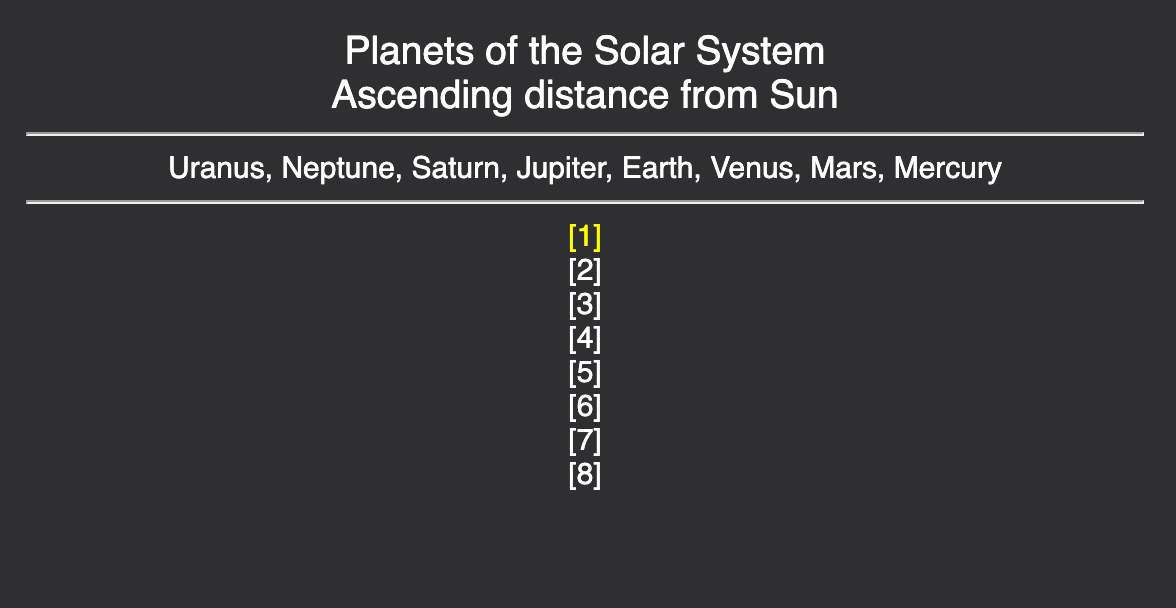 Planets of the Solar System
Ascending distance from Sun
Uranus, Neptune, Saturn, Jupiter, Earth, Venus, Mars, Mercury
[1]
[2]
[3]
[4]
[5]
[6]
[7]
[8]